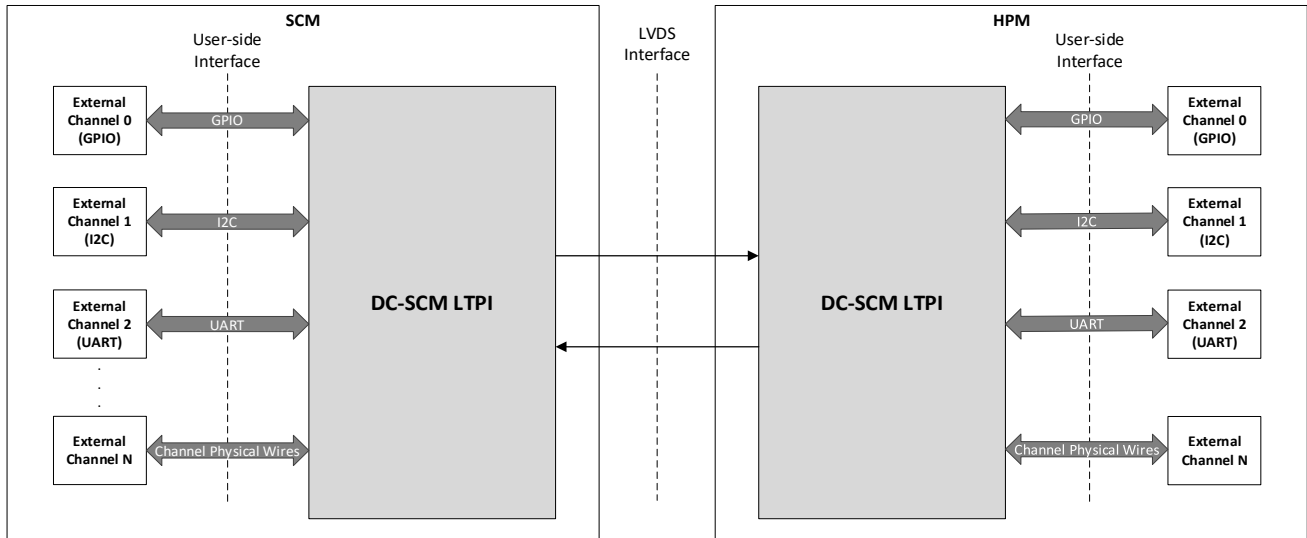 SCM
User-side
Interface
External
Channel 0
(GPIO)
GPIO
External
Channel 1
(I2C)
I2C
External
Channel 2
(UART)
UART
.
.
.
External
Channel N
Channel Physical Wires
DC-SCM LTPI
LVDS
Interface
HPM
User-side
Interface
DC-SCM LTPI
GPIO
External
Channel 0
(GPIO)
I2C
External
Channel 1
(I2C)
UART
External
Channel 2
(UART)
Channel Physical Wires
External
Channel N